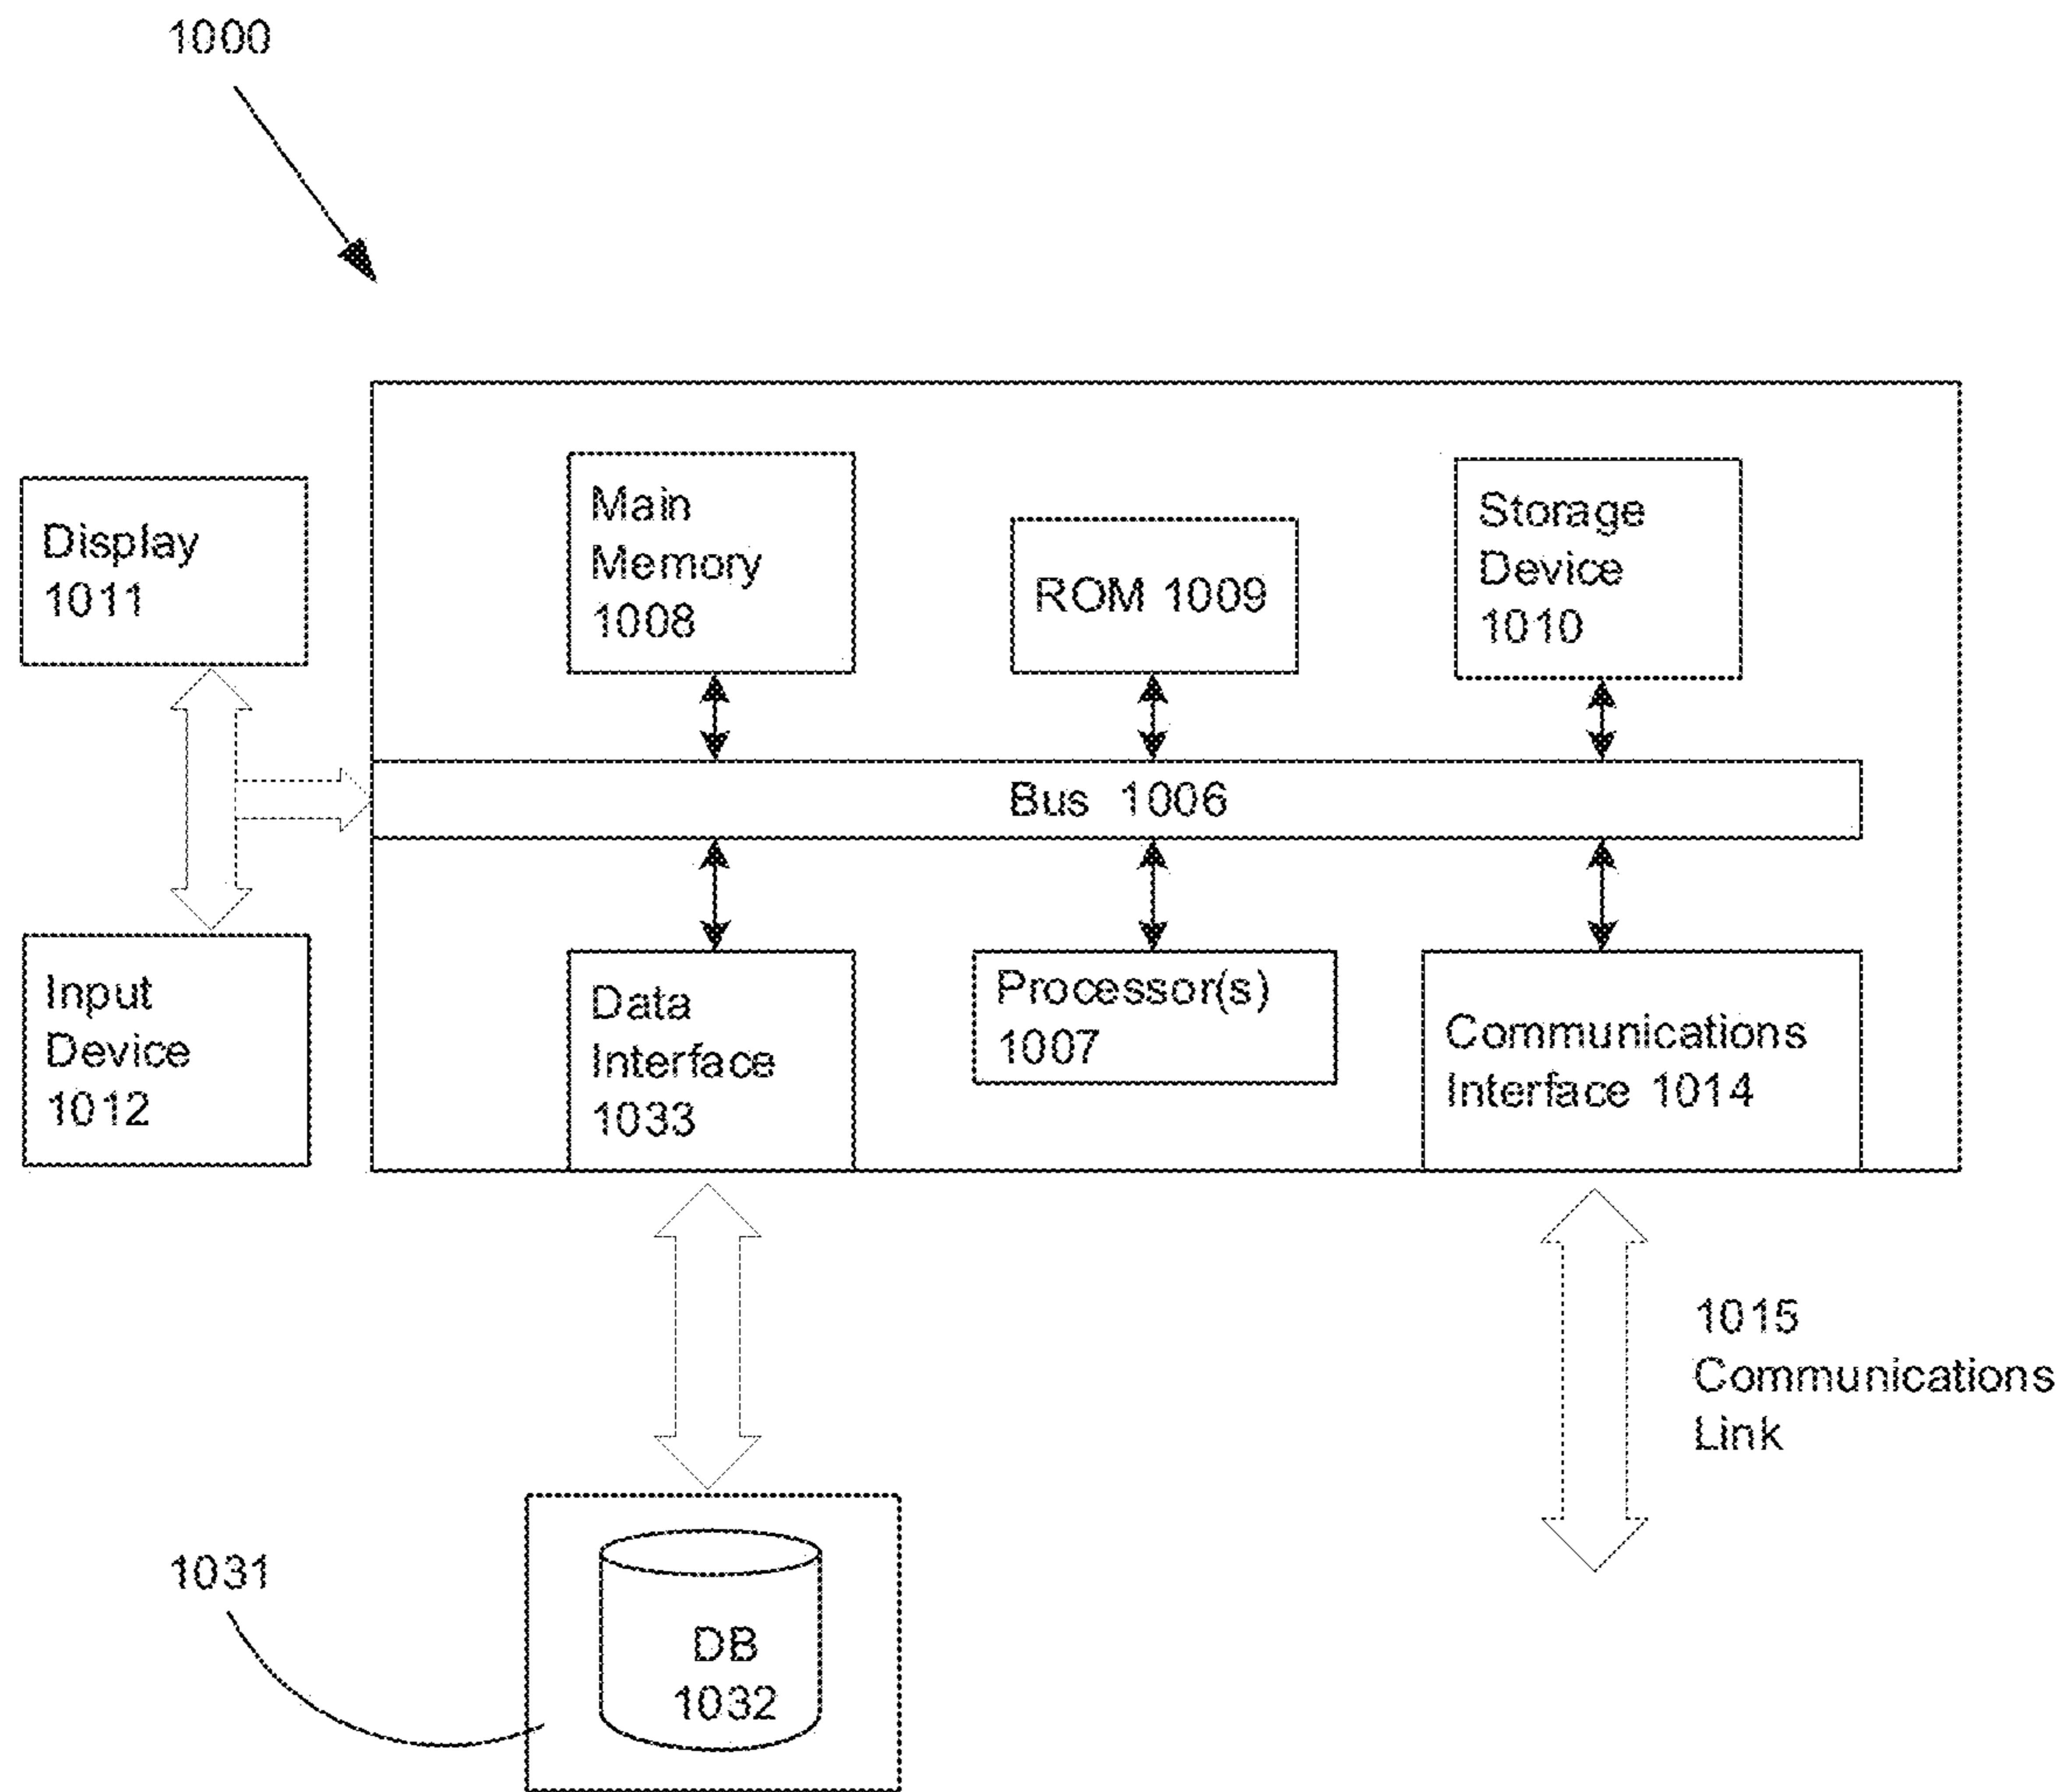 1000
Display
1011
Main
Memory
1008
ROM 1009
Storage
Device
1010
Bus 1006
Input
Device
1012
Data
Interface
1033
Processor(s)
1007
Communications
Interface 1014
1015
Communications
Link
1031
DB
1032